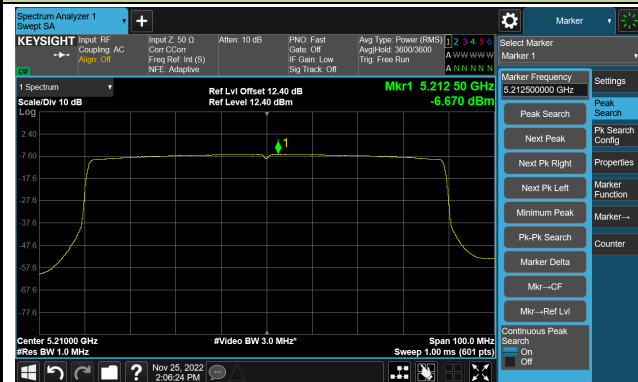 Spectrum Analyzer 1
Swept SA
Marker
KEYSIGHT
Input: RF
Coupling: AC
Align: Off
Input Z: 50 Ω
Corr CCorr
Freq Ref: Int (S)
NFE: Adaptive
Atten: 10 dB
PNO: Fast
Gate: Off
IF Gain: Low
Sig Track: Off
Avg Type: Power (RMS)
Avg|Hold: 3600/3600
Trig: Free Run
1 2 3 4 5 6
A W W W W W
A N N N N N
Select Marker
Marker 1
1 Spectrum
Scale/Div 10 dB
Log
Ref Lvl Offset 12.40 dB
Ref Level 12.40 dBm
Mkr1 5.212 50 GHz
-6.670 dBm
2.40
-7.60
-17.6
-27.6
-37.6
-47.6
-57.6
-67.6
-77.6
1
Center 5.21000 GHz
#Res BW 1.0 MHz
#Video BW 3.0 MHz*
Span 100.0 MHz
Sweep 1.00 ms (601 pts)
Marker Frequency
5.212500000 GHz
Peak Search
Next Peak
Next Pk Right
Next Pk Left
Minimum Peak
Pk-Pk Search
Marker Delta
Mkr→CF
Mkr→Ref Lvl
Continuous Peak
Search
On
Off
Settings
Peak
Search
Pk Search
Config
Properties
Marker
Function
Marker→
Counter
?
Nov 25, 2022
2:06:24 PM